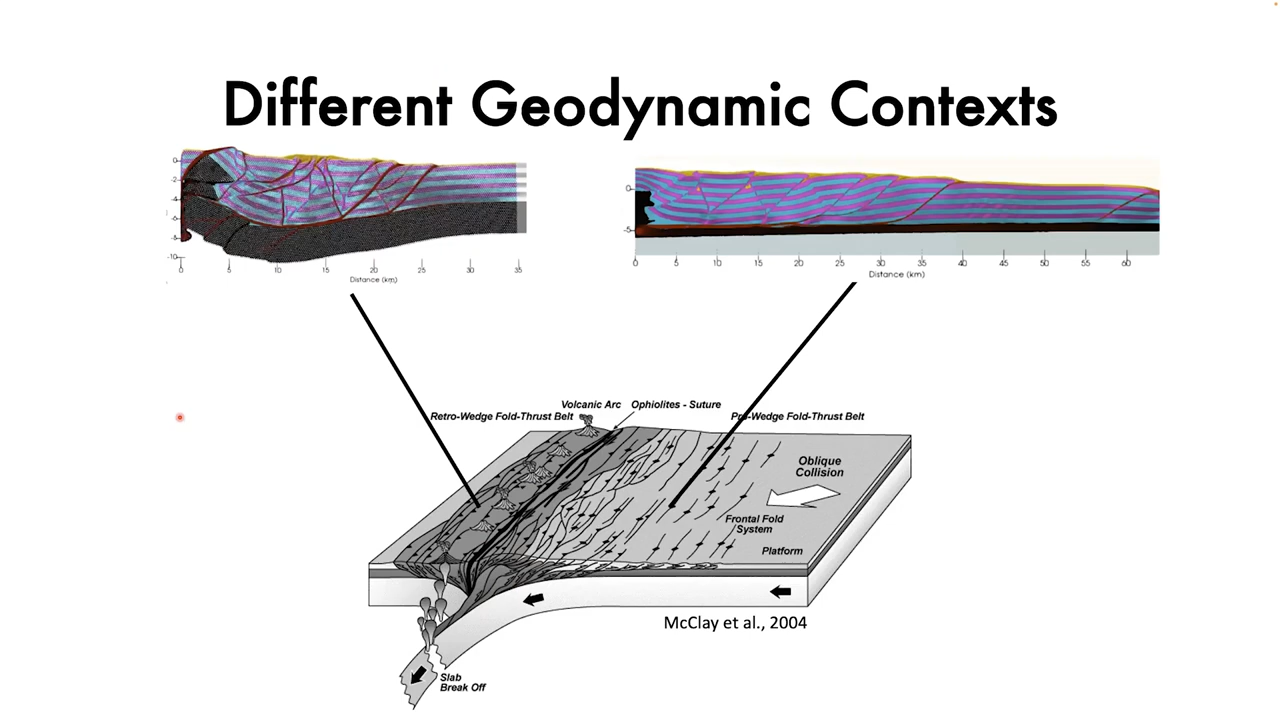 Different Geodynamic Contexts
0
-2
-4
-6
-8
-10
0 5 10 15 20 25 30 35
Distance (km)
0
-5
0 5 10 15 20 25 30 35 40 45 50 55 60
Distance (km)
Volcanic Arc Ophiolites - Suture
Retro-Wedge Fold-Thrust Belt Pro-Wedge Fold-Thrust Belt
Oblique
Collision
Frontal Fold
System
Platform
McClay et al., 2004
Slab
Break Off